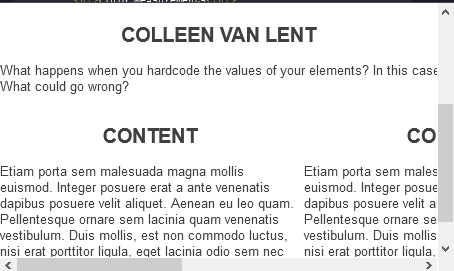 COLLEEN VAN LENT
What happens when you hardcode the values of your elements? In this case
What could go wrong?
CONTENT
Etiam porta sem malesuada magna mollis
euismod. Integer posuere erat a ante venenatis
dapibus posuere velit aliquet. Aenean eu leo quam.
Pellentesque ornare sem lacinia quam venenatis
vestibulum. Duis mollis, est non commodo luctus,
nisi erat porttitor ligula, eget lacinia odio sem nec
CO
Etiam porta sem males
euismod. Integer posue
dapibus posuere velit a
Pellentesque ornare se
vestibulum. Duis mollis
nisi erat porttitor ligula